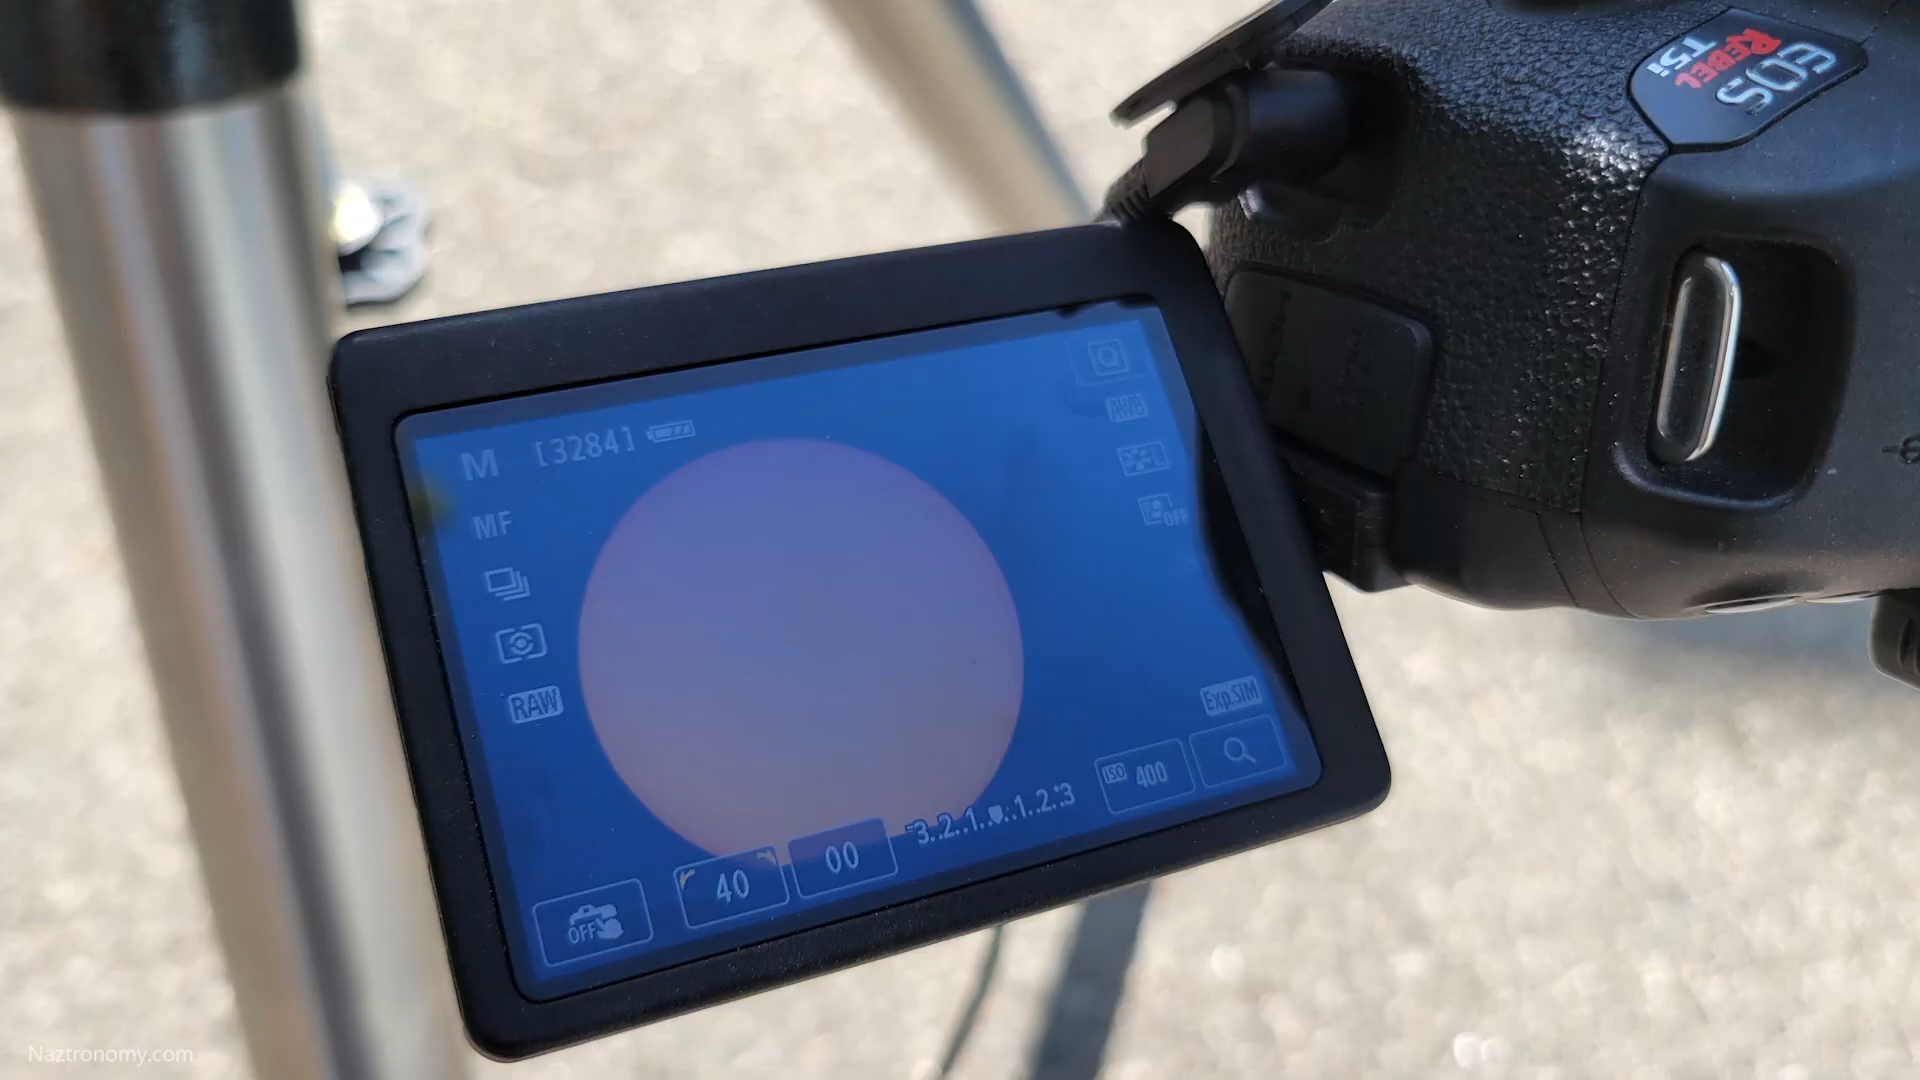 EOS
REBEL
T5i
M [3284]
MF
AWB
L
OFF
RAW
Exp.SIM
ISO 400
-3..2..1..:..1..2..+3
00
40
OFF
Naztronomy.com